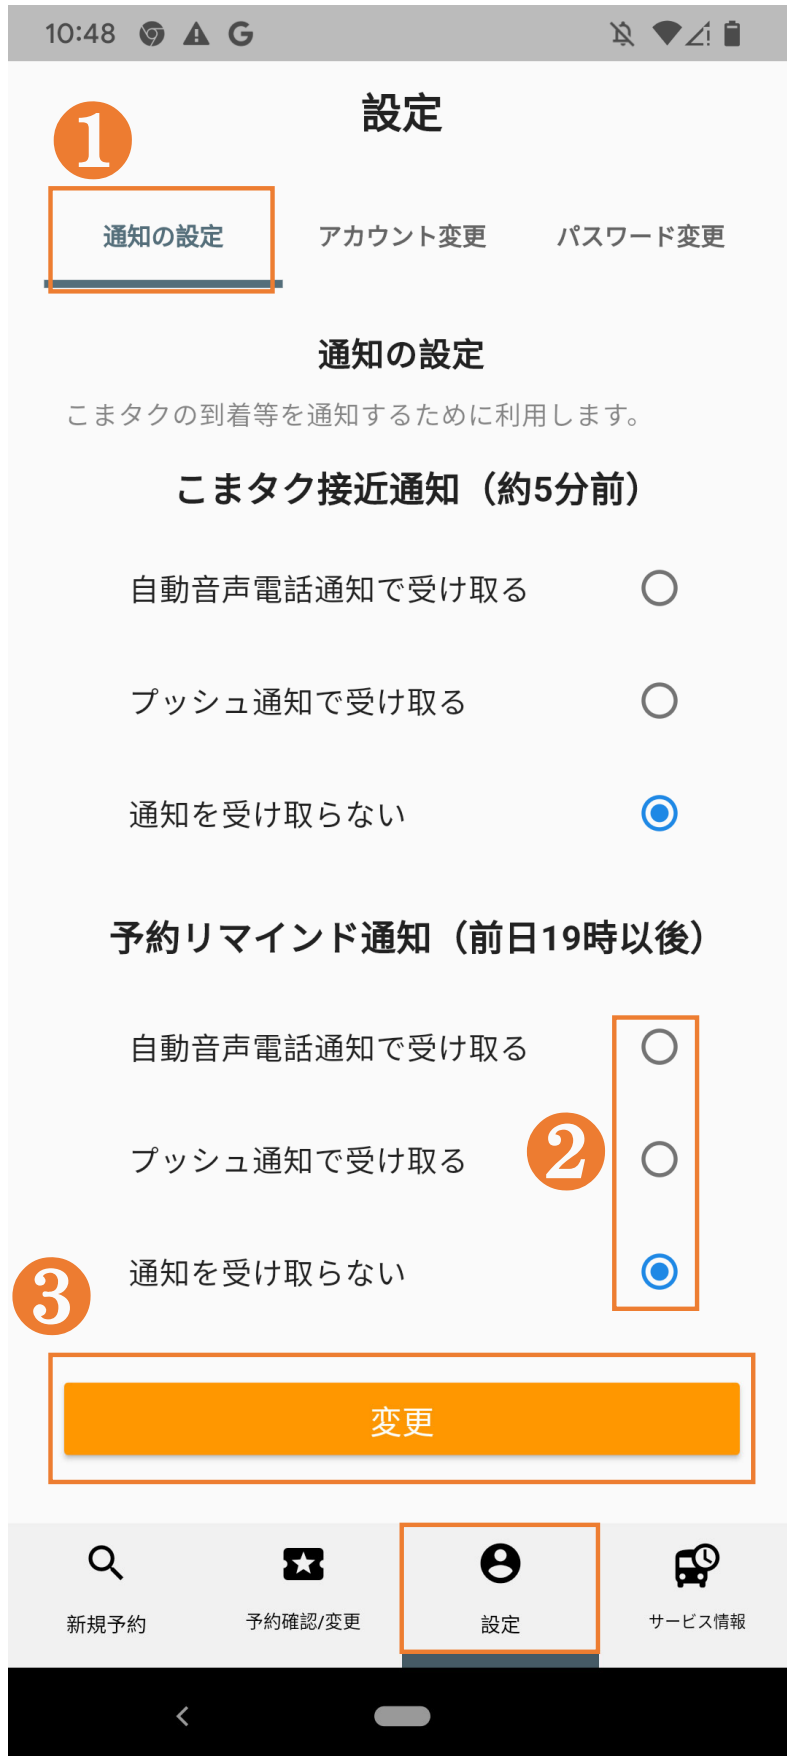 10:48
設定
1
通知の設定 アカウント変更 パスワード変更
通知の設定
こまタクの到着等を通知するために利用します。
こまタク接近通知（約5分前）
自動音声電話通知で受け取る
プッシュ通知で受け取る
通知を受け取らない
予約リマインド通知（前日19時以後）
自動音声電話通知で受け取る
プッシュ通知で受け取る
2
通知を受け取らない
3
変更
新規予約 予約確認/変更 設定 サービス情報